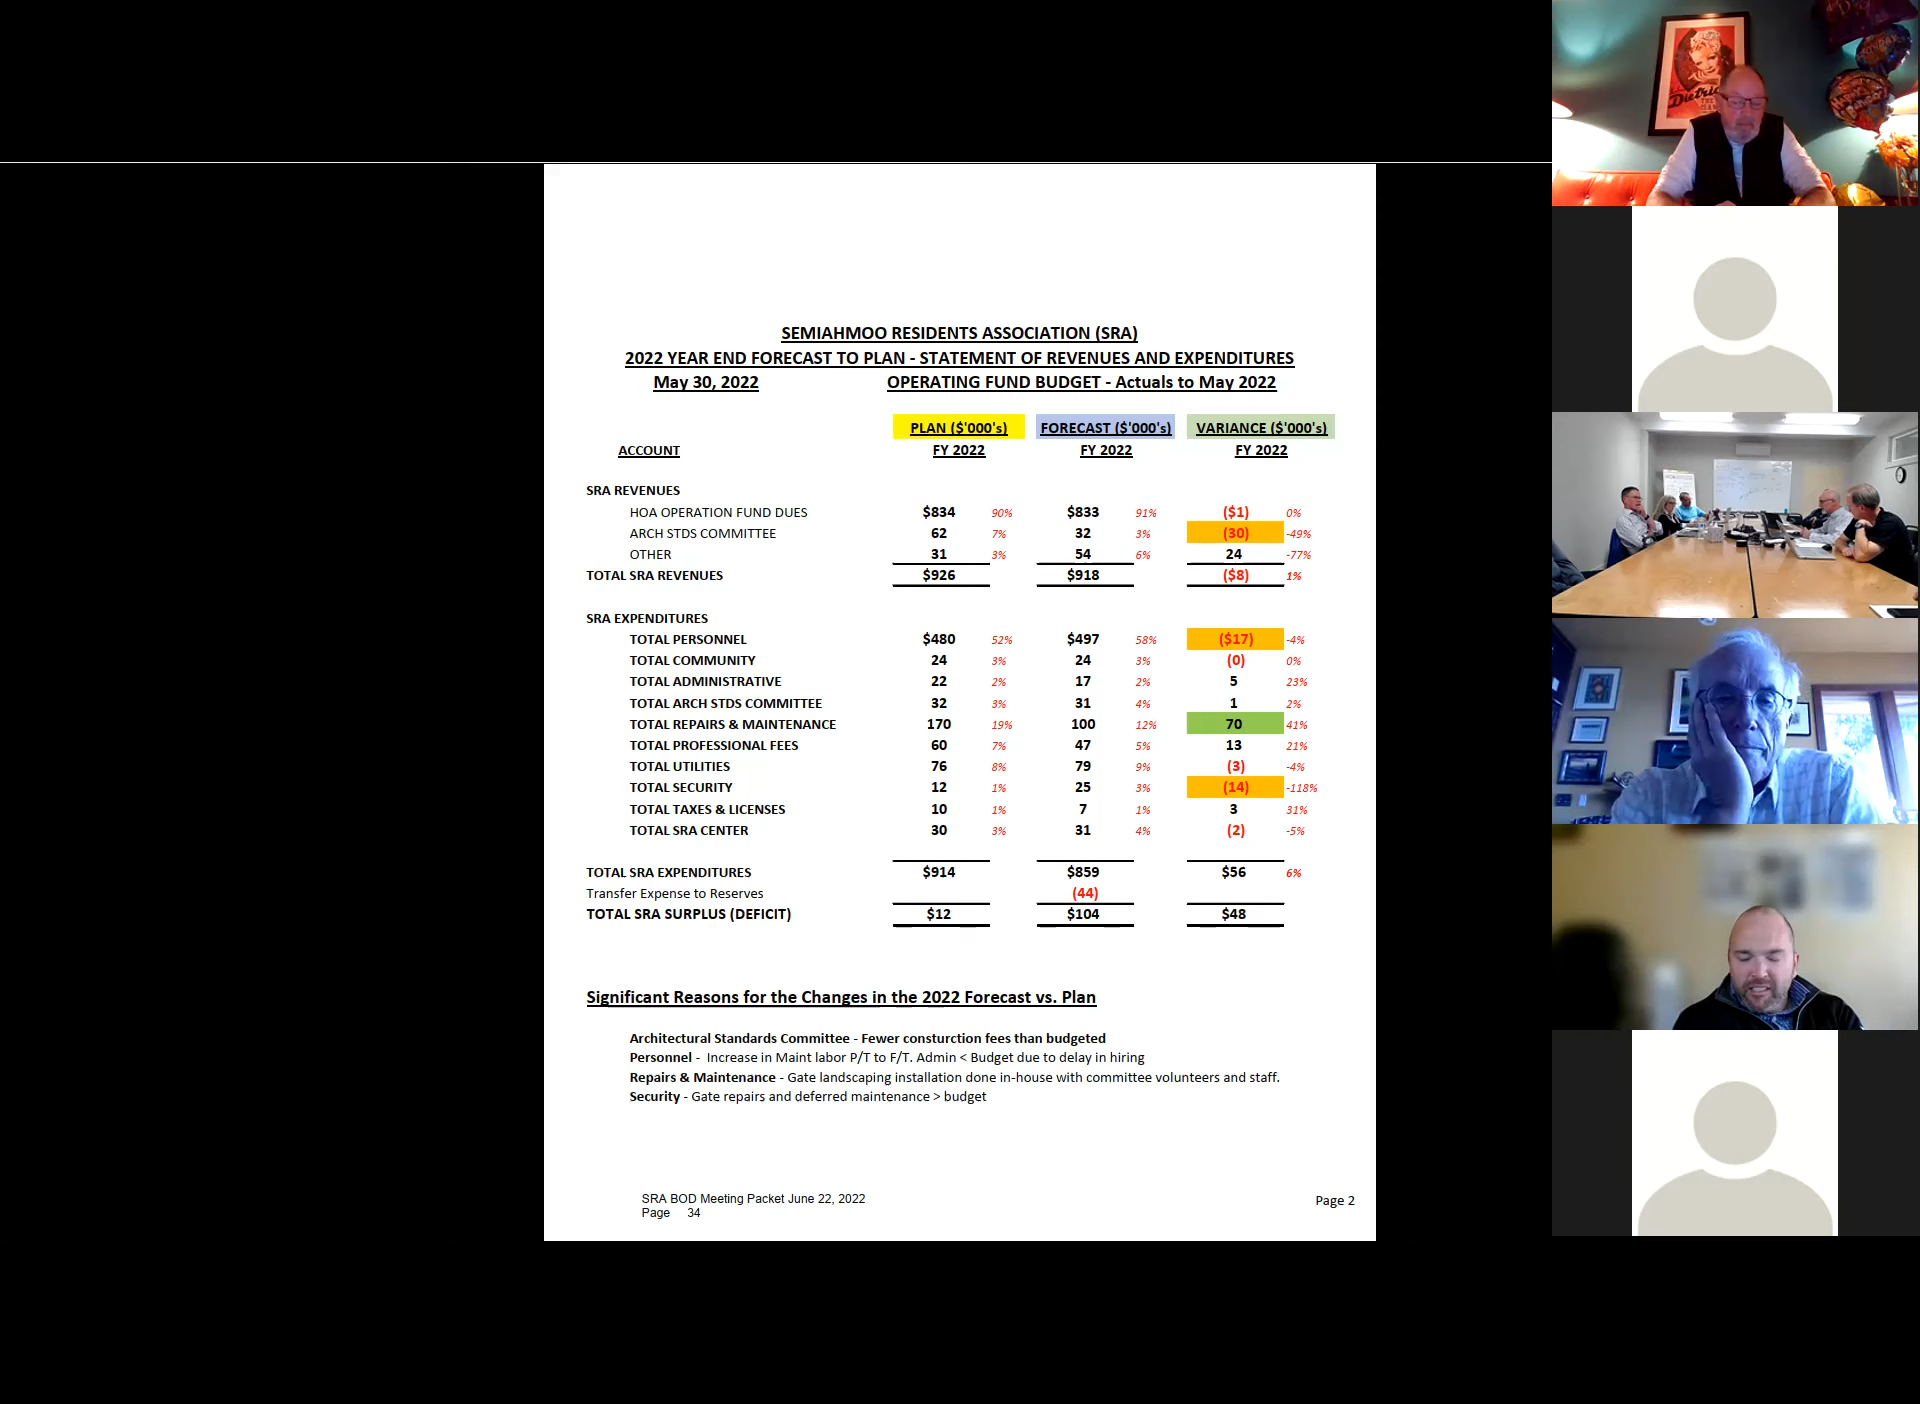 SEMIAHMOO RESIDENTS ASSOCIATION (SRA)
2022 YEAR END FORECAST TO PLAN - STATEMENT OF REVENUES AND EXPENDITURES
May 30, 2022 OPERATING FUND BUDGET - Actuals to May 2022
PLAN ($'000's) FORECAST ($'000's) VARIANCE ($'000's)
ACCOUNT FY 2022 FY 2022 FY 2022
SRA REVENUES
HOA OPERATION FUND DUES $834 90% $833 91% ($1) 0%
ARCH STDS COMMITTEE 62 7% 32 3% (30) -49%
OTHER 31 3% 54 6% 24 -77%
TOTAL SRA REVENUES $926 $918 ($8) 1%
SRA EXPENDITURES
TOTAL PERSONNEL $480 52% $497 58% ($17) -4%
TOTAL COMMUNITY 24 3% 24 3% (0) 0%
TOTAL ADMINISTRATIVE 22 2% 17 2% 5 23%
TOTAL ARCH STDS COMMITTEE 32 3% 31 4% 1 2%
TOTAL REPAIRS & MAINTENANCE 170 19% 100 12% 70 41%
TOTAL PROFESSIONAL FEES 60 7% 47 5% 13 21%
TOTAL UTILITIES 76 8% 79 9% (3) -4%
TOTAL SECURITY 12 1% 25 3% (14) -118%
TOTAL TAXES & LICENSES 10 1% 7 1% 3 31%
TOTAL SRA CENTER 30 3% 31 4% (2) -5%
TOTAL SRA EXPENDITURES $914 $859 $56 6%
Transfer Expense to Reserves (44)
TOTAL SRA SURPLUS (DEFICIT) $12 $104 $48
Significant Reasons for the Changes in the 2022 Forecast vs. Plan
Architectural Standards Committee - Fewer consturction fees than budgeted
Personnel - Increase in Maint labor P/T to F/T. Admin < Budget due to delay in hiring
Repairs & Maintenance - Gate landscaping installation done in-house with committee volunteers and staff.
Security - Gate repairs and deferred maintenance > budget
SRA BOD Meeting Packet June 22, 2022
Page 34
Page 2
Dietric